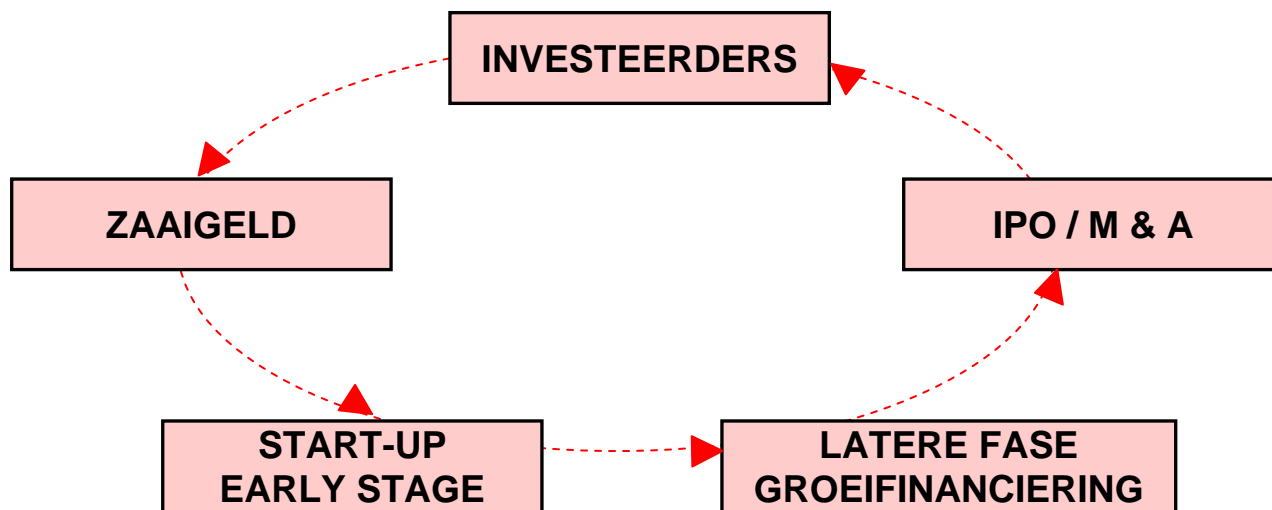 INVESTEERDERS
ZAAIGELD
IPO / M & A
START-UP
EARLY STAGE
LATERE FASE
GROEIFINANCIERING